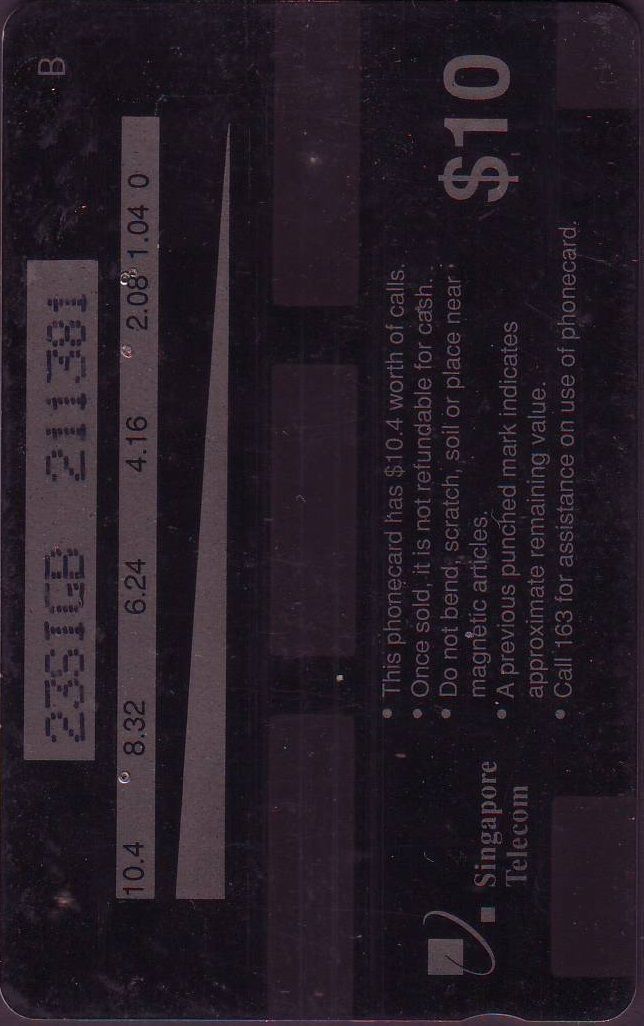 B
23SIGB 211381
10.4 8.32 6.24 4.16 2.08 1.04 0
$10
• This phonecard has $10.4 worth of calls.
• Once sold, it is not refundable for cash.
• Do not bend, scratch, soil or place near
magnetic articles.
• A previous punched mark indicates
approximate remaining value.
• Call 163 for assistance on use of phonecard.
Singapore
Telecom